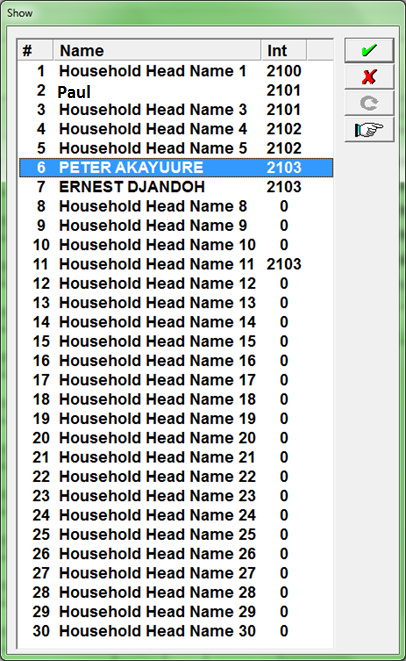 Show
# Name Int
1 Household Head Name 1 2100
2 Paul 2101
3 Household Head Name 3 2101
4 Household Head Name 4 2102
5 Household Head Name 5 2102
6 PETER AKAYUURE 2103
7 ERNEST DJANDOH 2103
8 Household Head Name 8 0
9 Household Head Name 9 0
10 Household Head Name 10 0
11 Household Head Name 11 2103
12 Household Head Name 12 0
13 Household Head Name 13 0
14 Household Head Name 14 0
15 Household Head Name 15 0
16 Household Head Name 16 0
17 Household Head Name 17 0
18 Household Head Name 18 0
19 Household Head Name 19 0
20 Household Head Name 20 0
21 Household Head Name 21 0
22 Household Head Name 22 0
23 Household Head Name 23 0
24 Household Head Name 24 0
25 Household Head Name 25 0
26 Household Head Name 26 0
27 Household Head Name 27 0
28 Household Head Name 28 0
29 Household Head Name 29 0
30 Household Head Name 30 0